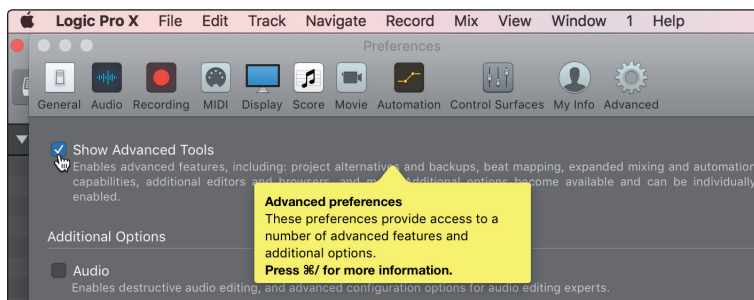 Logic Pro X File Edit Track Navigate Record Mix View Window 1 Help
Preferences
General Audio Recording MIDI Display Score Movie Automation Control Surfaces My Info Advanced
Show Advanced Tools
Enables advanced features, including: project alternatives and backups, beat mapping, expanded mixing and automation
capabilities, additional editors and browsers, and more. Additional options become available and can be individually
enabled.
Advanced preferences
These preferences provide access to a
number of advanced features and
additional options.
Press ⌘/ for more information.
Additional Options
Audio
Enables destructive audio editing, and advanced configuration options for audio editing experts.